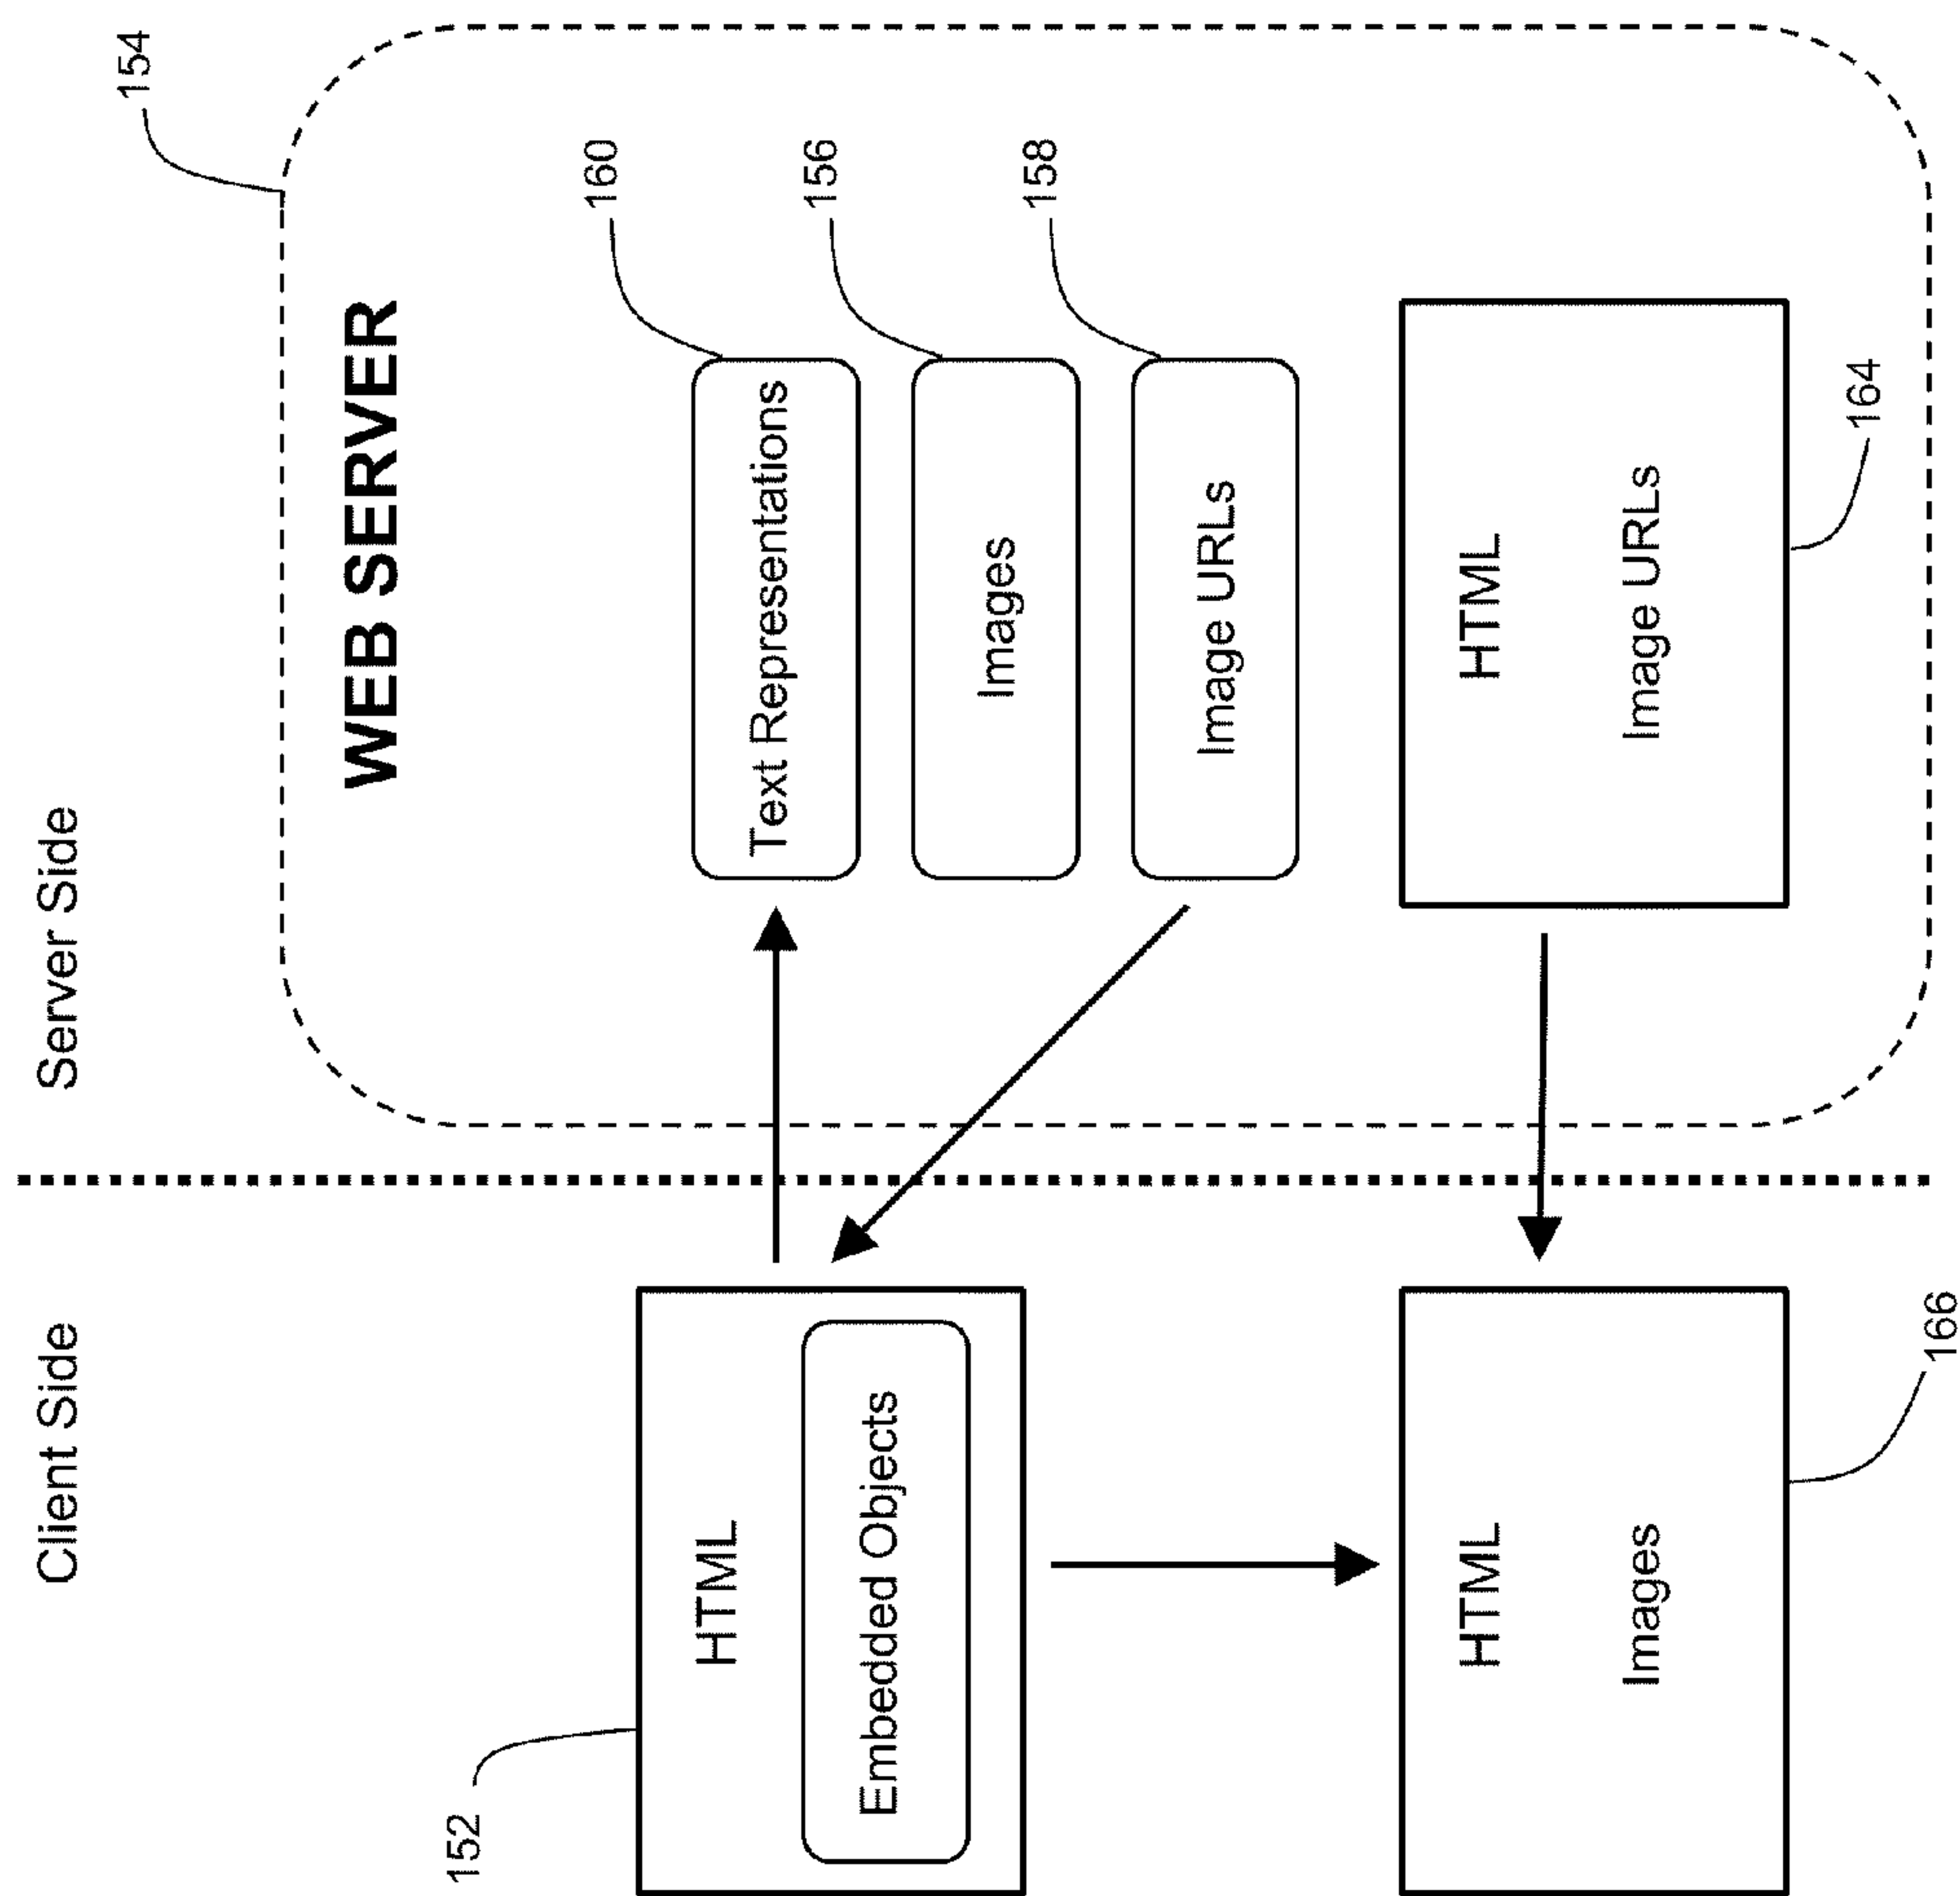 Client Side
Server Side
154
WEB SERVER
152
HTML
Embedded Objects
160
Text Representations
156
Images
158
Image URLs
HTML
Images
166
HTML
Image URLs
164